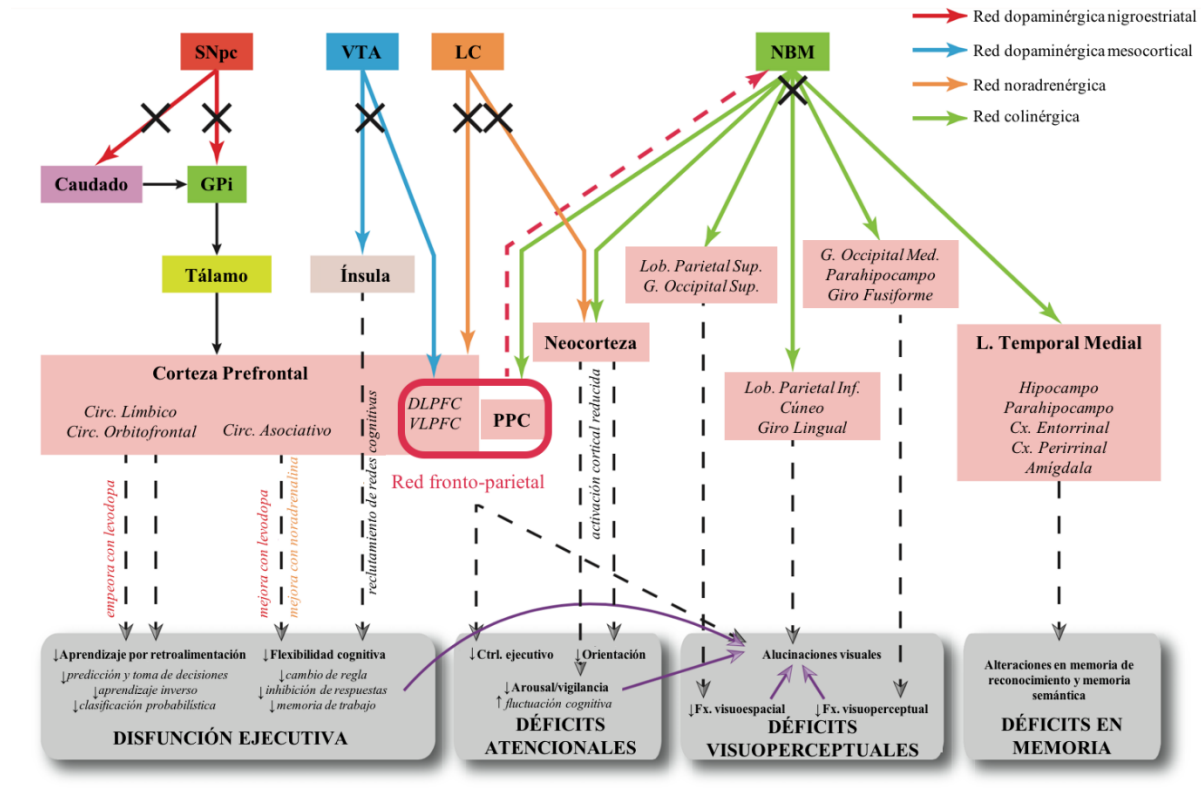 Red dopaminérgica nigroestriatal
Red dopaminérgica mesocortical
Red noradrenérgica
Red colinérgica
SNpc
VTA
LC
NBM
Caudado
GPi
Tálamo
Ínsula
Lob. Parietal Sup.
G. Occipital Sup.
G. Occipital Med.
Parahipocampo
Giro Fusiforme
Neocorteza
L. Temporal Medial
Hipocampo
Parahipocampo
Cx. Entorrinal
Cx. Perirrinal
Amígdala
Corteza Prefrontal
Circ. Límbico
Circ. Orbitofrontal
Circ. Asociativo
DLPFC
VLPFC
PPC
Lob. Parietal Inf.
Cúneo
Giro Lingual
Red fronto-parietal
empeora con levodopa
mejora con levodopa
mejora con noradrenalina
reclutamiento de redes cognitivas
activación cortical reducida
↓Aprendizaje por retroalimentación
↓predicción y toma de decisiones
↓aprendizaje inverso
↓clasificación probabilística
↓Flexibilidad cognitiva
↓cambio de regla
↓inhibición de respuestas
↓memoria de trabajo
DISFUNCIÓN EJECUTIVA
↓Ctrl. ejecutivo
↓Orientación
↓Arousal/vigilancia
↑ fluctuación cognitiva
DÉFICITS
ATENCIONALES
Alucinaciones visuales
↓Fx. visuoespacial
↓Fx. visuoperceptual
DÉFICITS
VISUOPERCEPTUALES
Alteraciones en memoria de
reconocimiento y memoria
semántica
DÉFICITS EN
MEMORIA